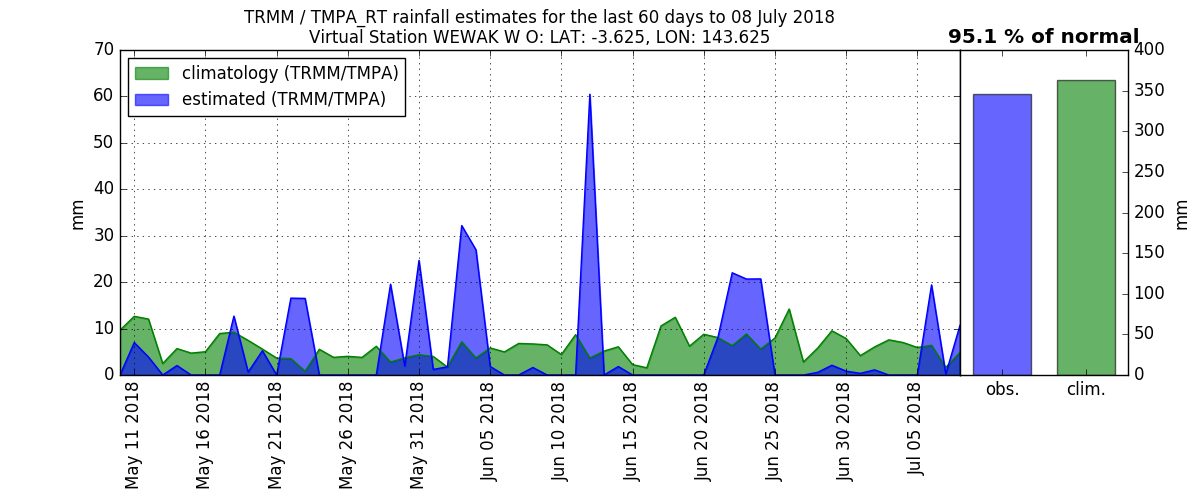 TRMM / TMPA_RT rainfall estimates for the last 60 days to 08 July 2018
Virtual Station WEWAK W O: LAT: -3.625, LON: 143.625
95.1 % of normal
climatology (TRMM/TMPA)
estimated (TRMM/TMPA)
mm
70
60
50
40
30
20
10
0
May 11 2018
May 16 2018
May 21 2018
May 26 2018
May 31 2018
Jun 05 2018
Jun 10 2018
Jun 15 2018
Jun 20 2018
Jun 25 2018
Jun 30 2018
Jul 05 2018
obs.
clim.
400
350
300
250
200
150
100
50
0
mm